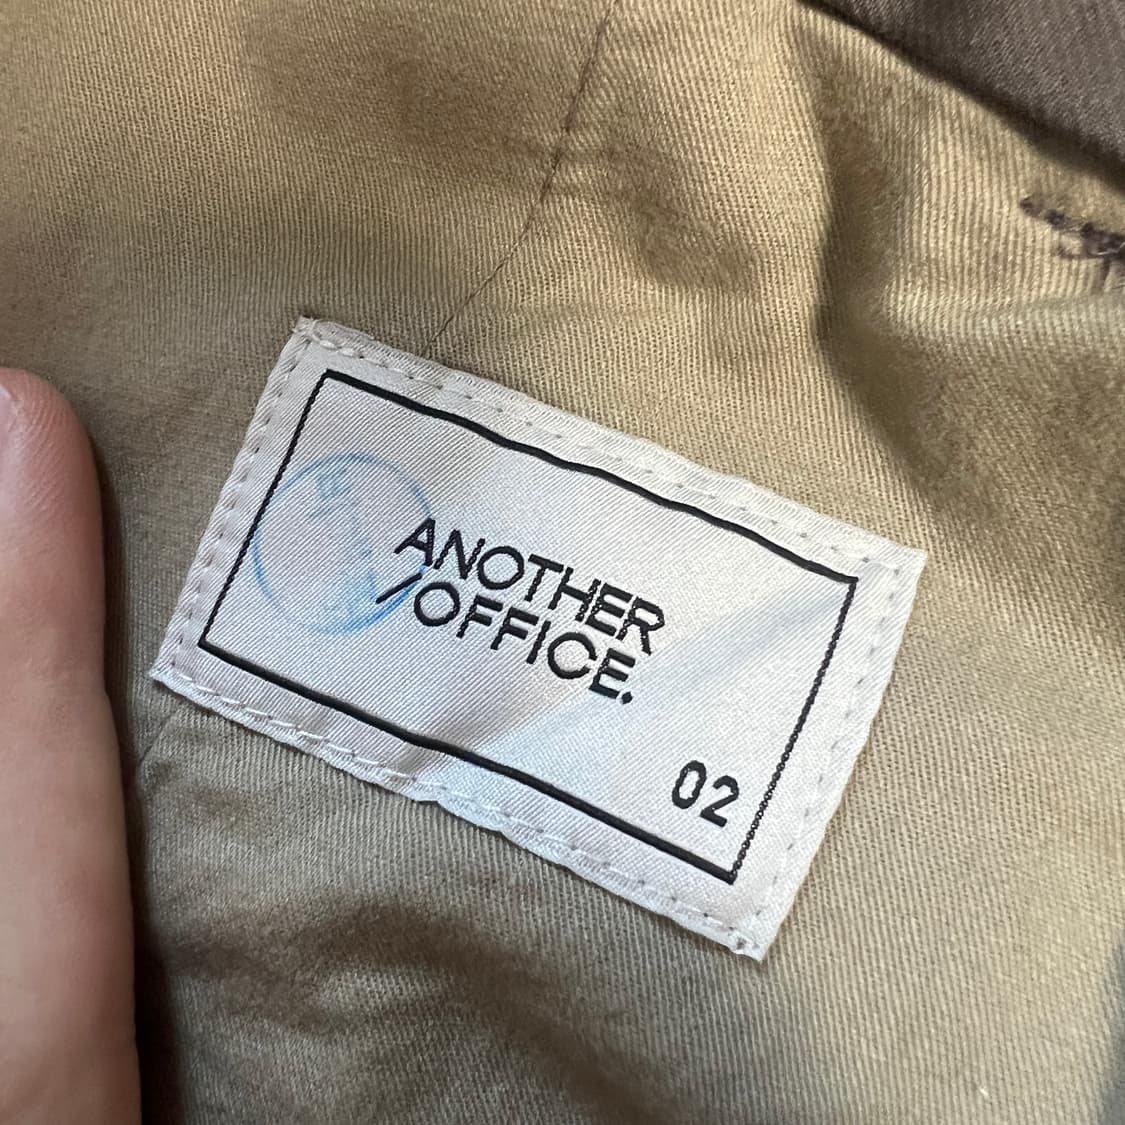 ANOTHER
/OFFICE.
02